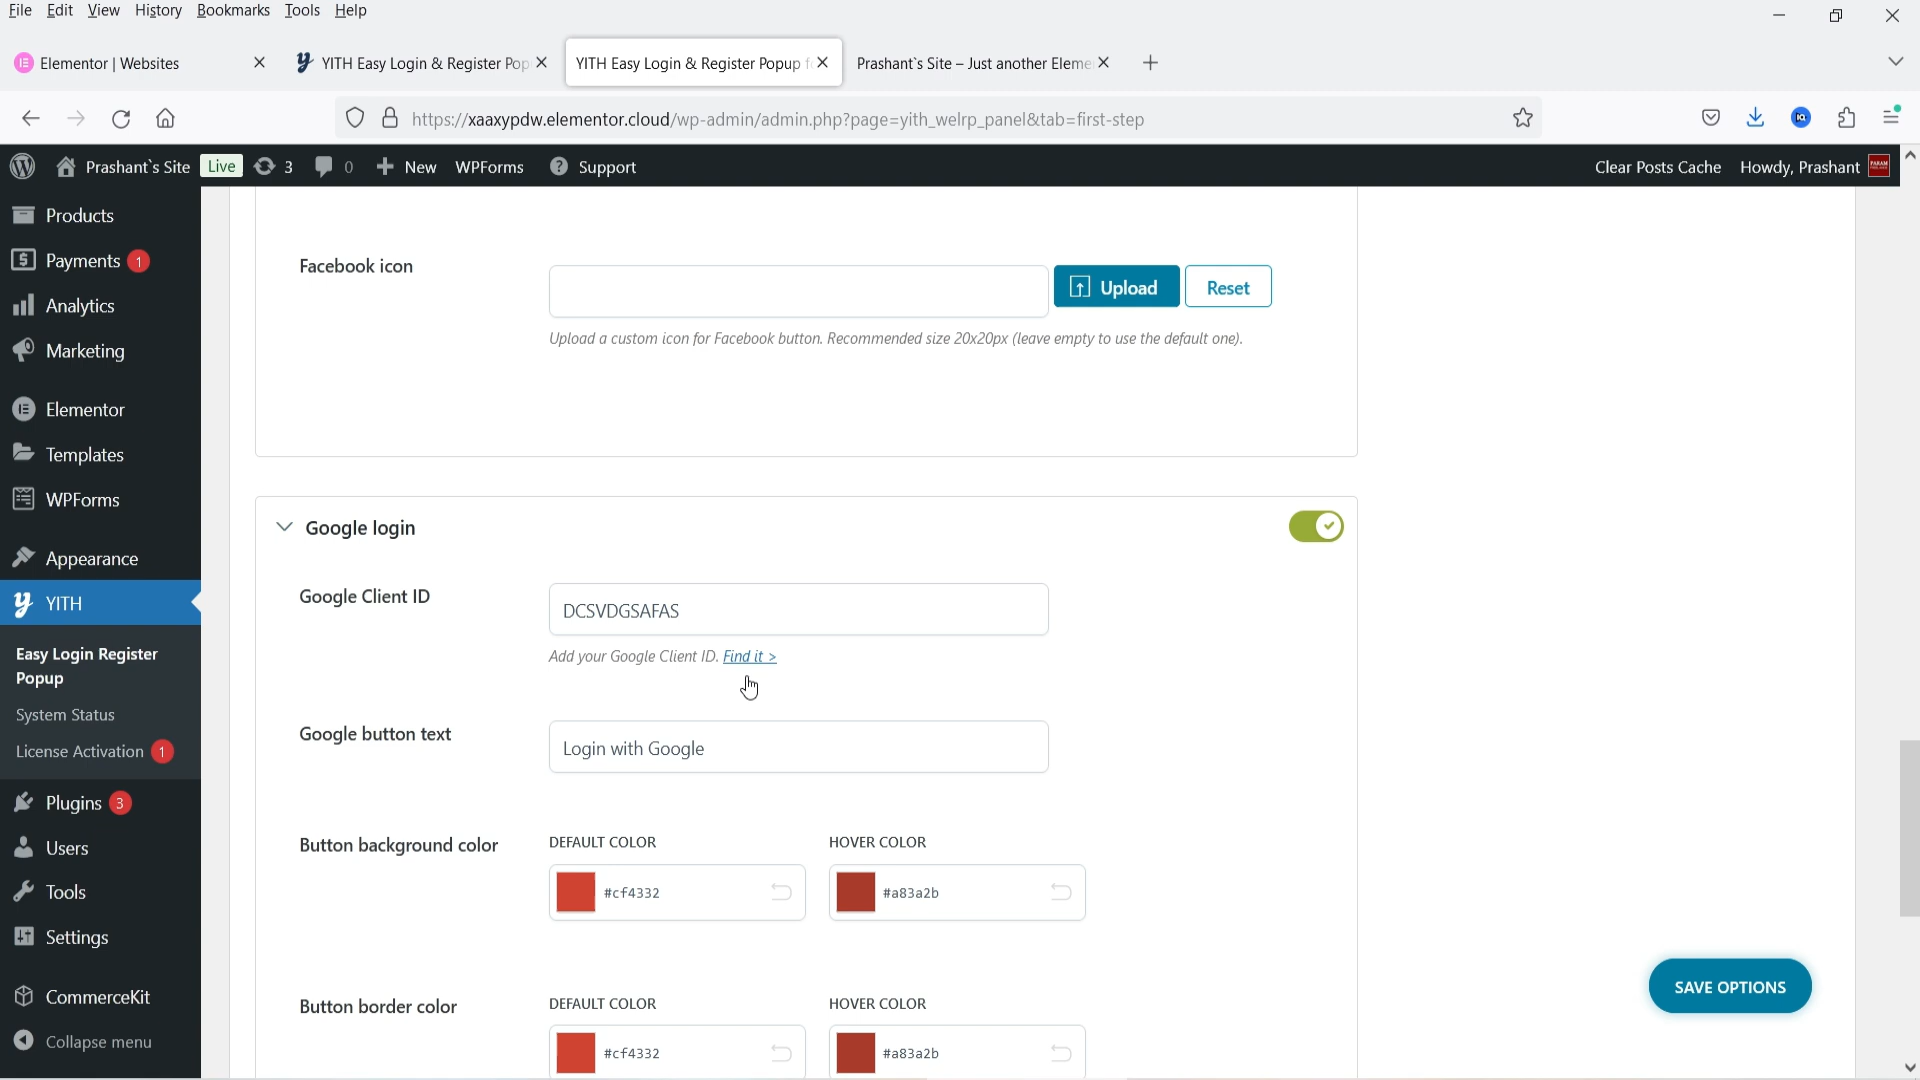 File Edit View History Bookmarks Tools Help
Elementor | Websites
YITH Easy Login & Register Pop
YITH Easy Login & Register Popup f
Prashant`s Site – Just another Eleme
https://xaaxypdw.elementor.cloud/wp-admin/admin.php?page=yith_welrp_panel&tab=first-step
Prashant`s Site Live 3 0 New WPForms Support Clear Posts Cache Howdy, Prashant
Products
Payments 1
Analytics
Marketing
Elementor
Templates
WPForms
Appearance
YITH
Easy Login Register
Popup
System Status
License Activation 1
Plugins 3
Users
Tools
Settings
CommerceKit
Collapse menu
Facebook icon
Upload
Reset
Upload a custom icon for Facebook button. Recommended size 20x20px (leave empty to use the default one).
Google login
Google Client ID
DCSVDGSAFAS
Add your Google Client ID. Find it >
Google button text
Login with Google
Button background color
DEFAULT COLOR HOVER COLOR
#cf4332 #a83a2b
Button border color
DEFAULT COLOR HOVER COLOR
#cf4332 #a83a2b
SAVE OPTIONS